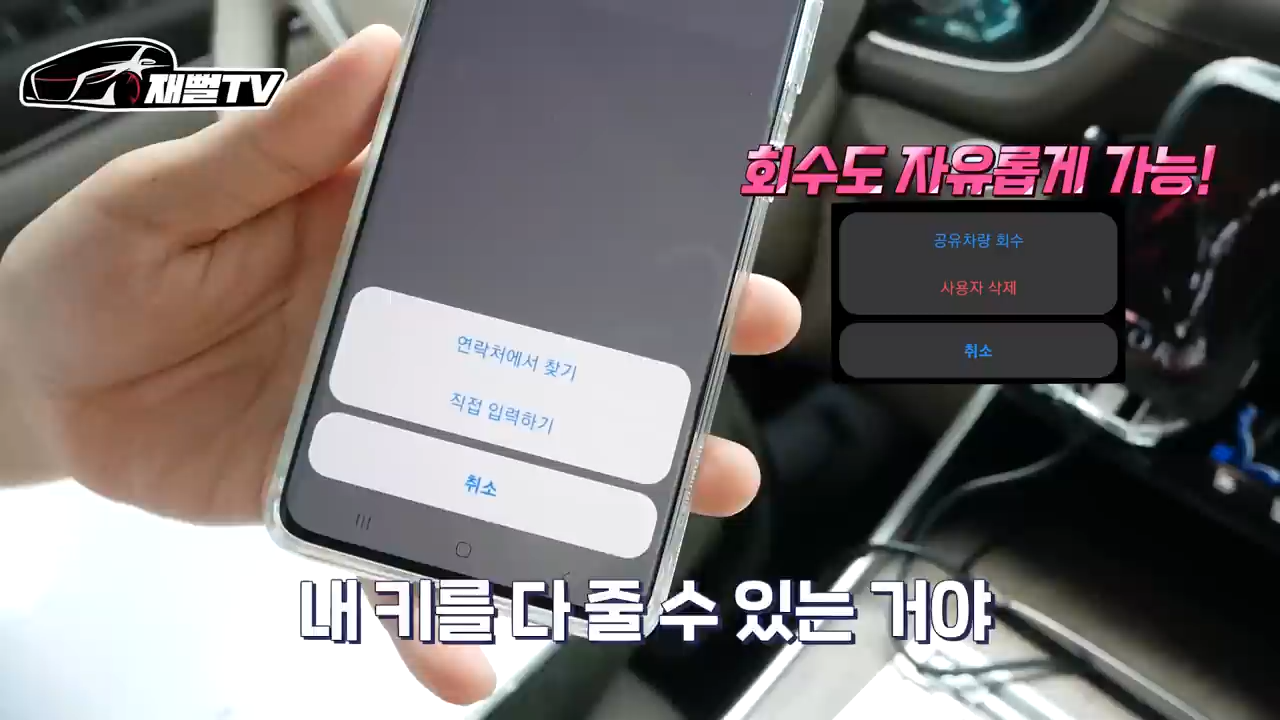 재뻘TV
회수도 자유롭게 가능!
공유차량 회수
사용자 삭제
취소
연락처에서 찾기
직접 입력하기
취소
내 키를 다 줄 수 있는 거야